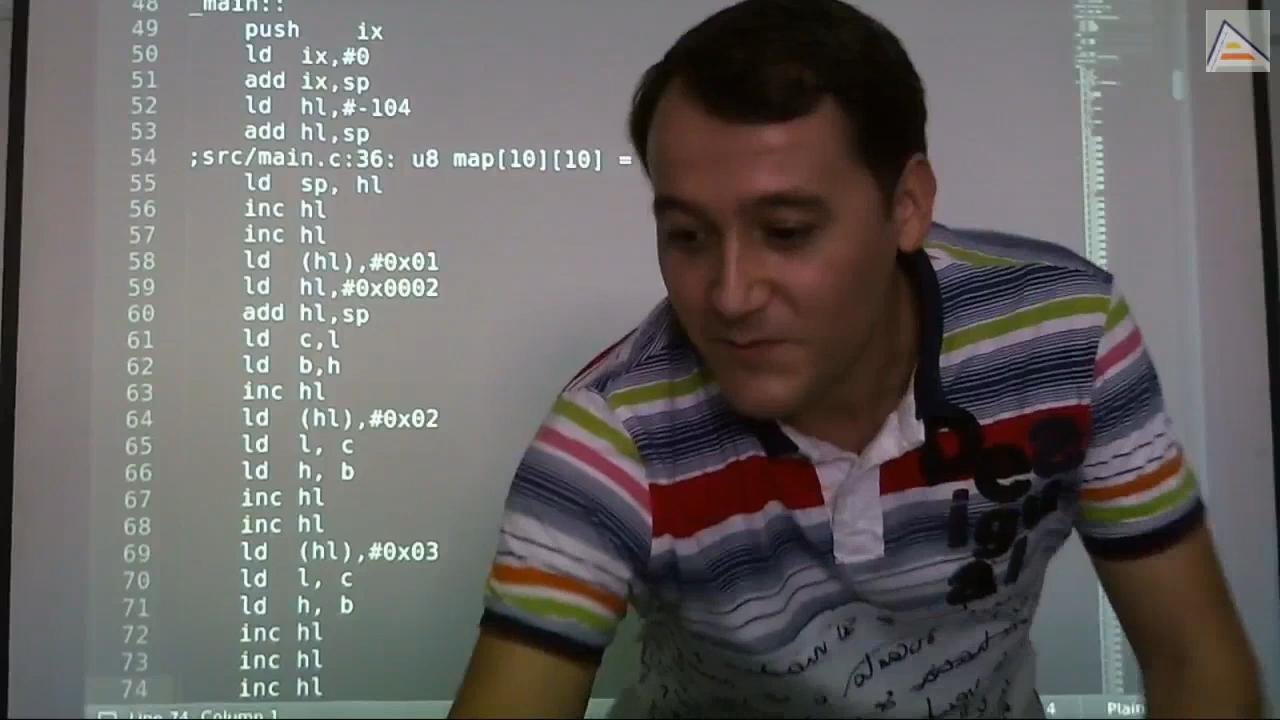 48 _main::
49 push ix
50 ld ix,#0
51 add ix,sp
52 ld hl,#-104
53 add hl,sp
54 ;src/main.c:36: u8 map[10][10] =
55 ld sp, hl
56 inc hl
57 inc hl
58 ld (hl),#0x01
59 ld hl,#0x0002
60 add hl,sp
61 ld c,l
62 ld b,h
63 inc hl
64 ld (hl),#0x02
65 ld l, c
66 ld h, b
67 inc hl
68 inc hl
69 ld (hl),#0x03
70 ld l, c
71 ld h, b
72 inc hl
73 inc hl
74 inc hl
Line 74, Column 1
4 Plain